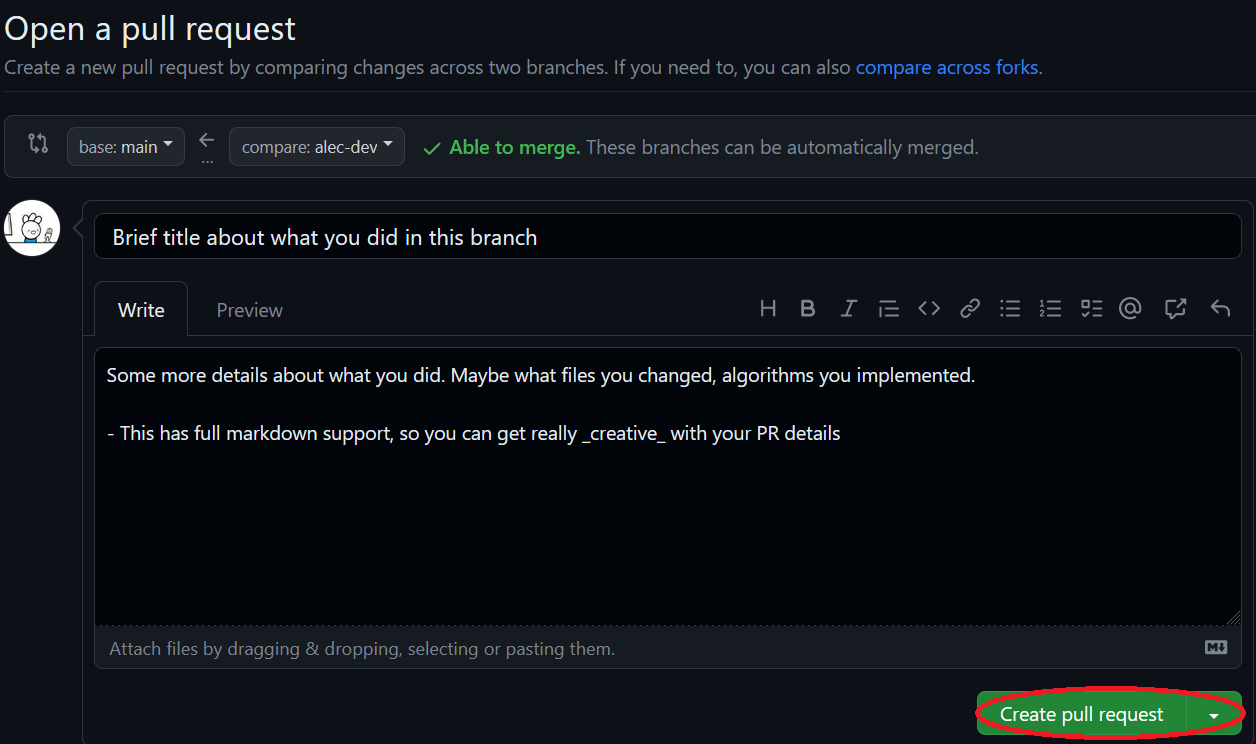 Open a pull request
Create a new pull request by comparing changes across two branches. If you need to, you can also compare across forks.
base: main
...
compare: alec-dev
Able to merge. These branches can be automatically merged.
Brief title about what you did in this branch
Write Preview
Some more details about what you did. Maybe what files you changed, algorithms you implemented.
- This has full markdown support, so you can get really _creative_ with your PR details
Attach files by dragging & dropping, selecting or pasting them.
Create pull request